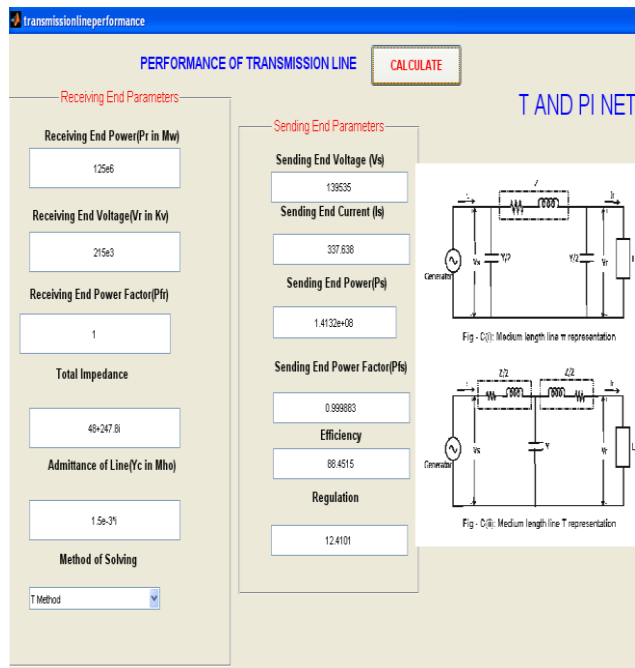 transmissionlineperformance
PERFORMANCE OF TRANSMISSION LINE
CALCULATE
T AND PI NET
Receiving End Parameters
Receiving End Power(Pr in Mw)
125e6
Receiving End Voltage(Vr in Kv)
215e3
Receiving End Power Factor(Pfr)
1
Total Impedance
48+247.8i
Admittance of Line(Yc in Mho)
1.5e-3*i
Method of Solving
T Method
Sending End Parameters
Sending End Voltage (Vs)
139535
Sending End Current (Is)
337.638
Sending End Power(Ps)
1.4132e+08
Sending End Power Factor(Pfs)
0.999883
Efficiency
88.4515
Regulation
12.4101
Ir
Y/2
Y/2
Vs
Vr
Generator
Fig - C(i): Medium length line π representation
Z/2
Z/2
Ir
Vs
Y
Vr
L
Generator
Fig - C(ii): Medium length line T representation